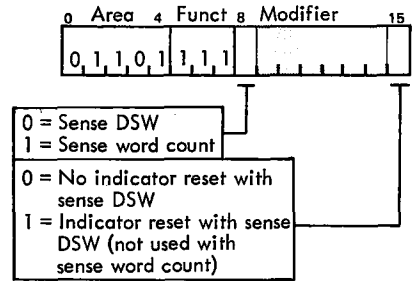 0 Area 4 Funct 8 Modifier 15
0 1 1 0 1 1 1 1
0 = Sense DSW
1 = Sense word count
0 = No indicator reset with
sense DSW
1 = Indicator reset with sense
DSW (not used with
sense word count)